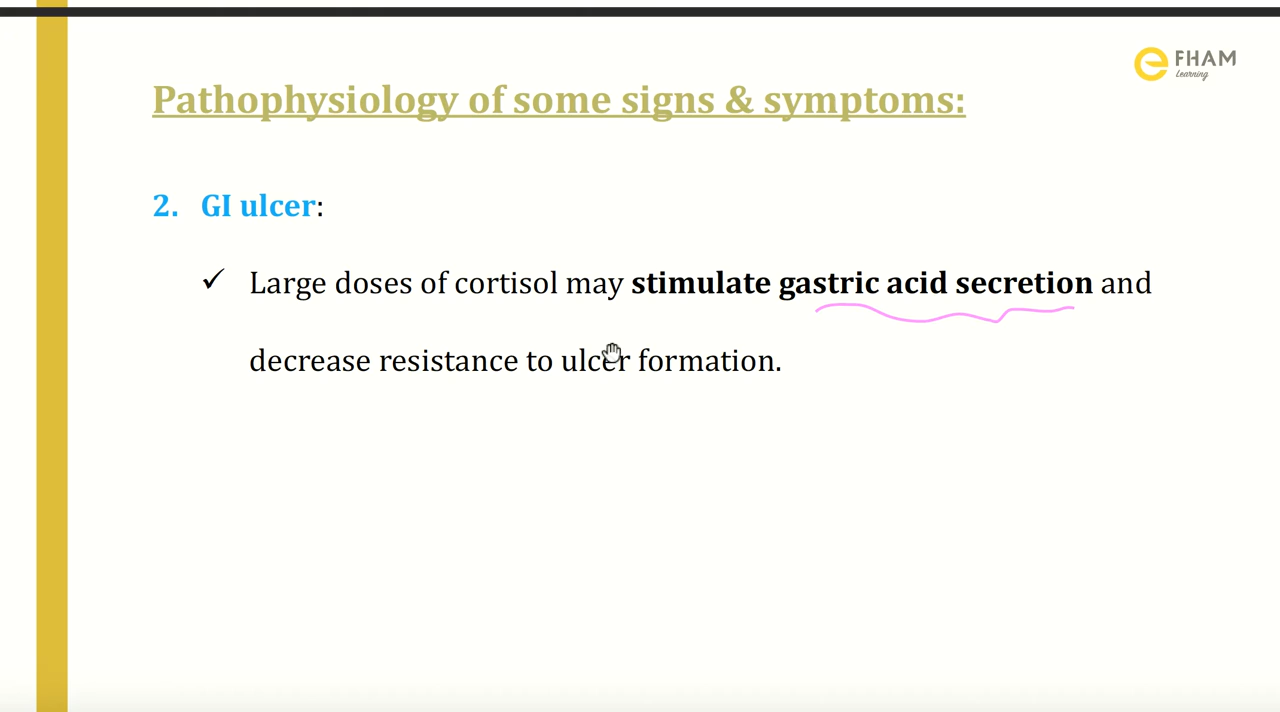 eFHAM
Learning
Pathophysiology of some signs & symptoms:
2. GI ulcer:
✓ Large doses of cortisol may stimulate gastric acid secretion and
decrease resistance to ulcer formation.